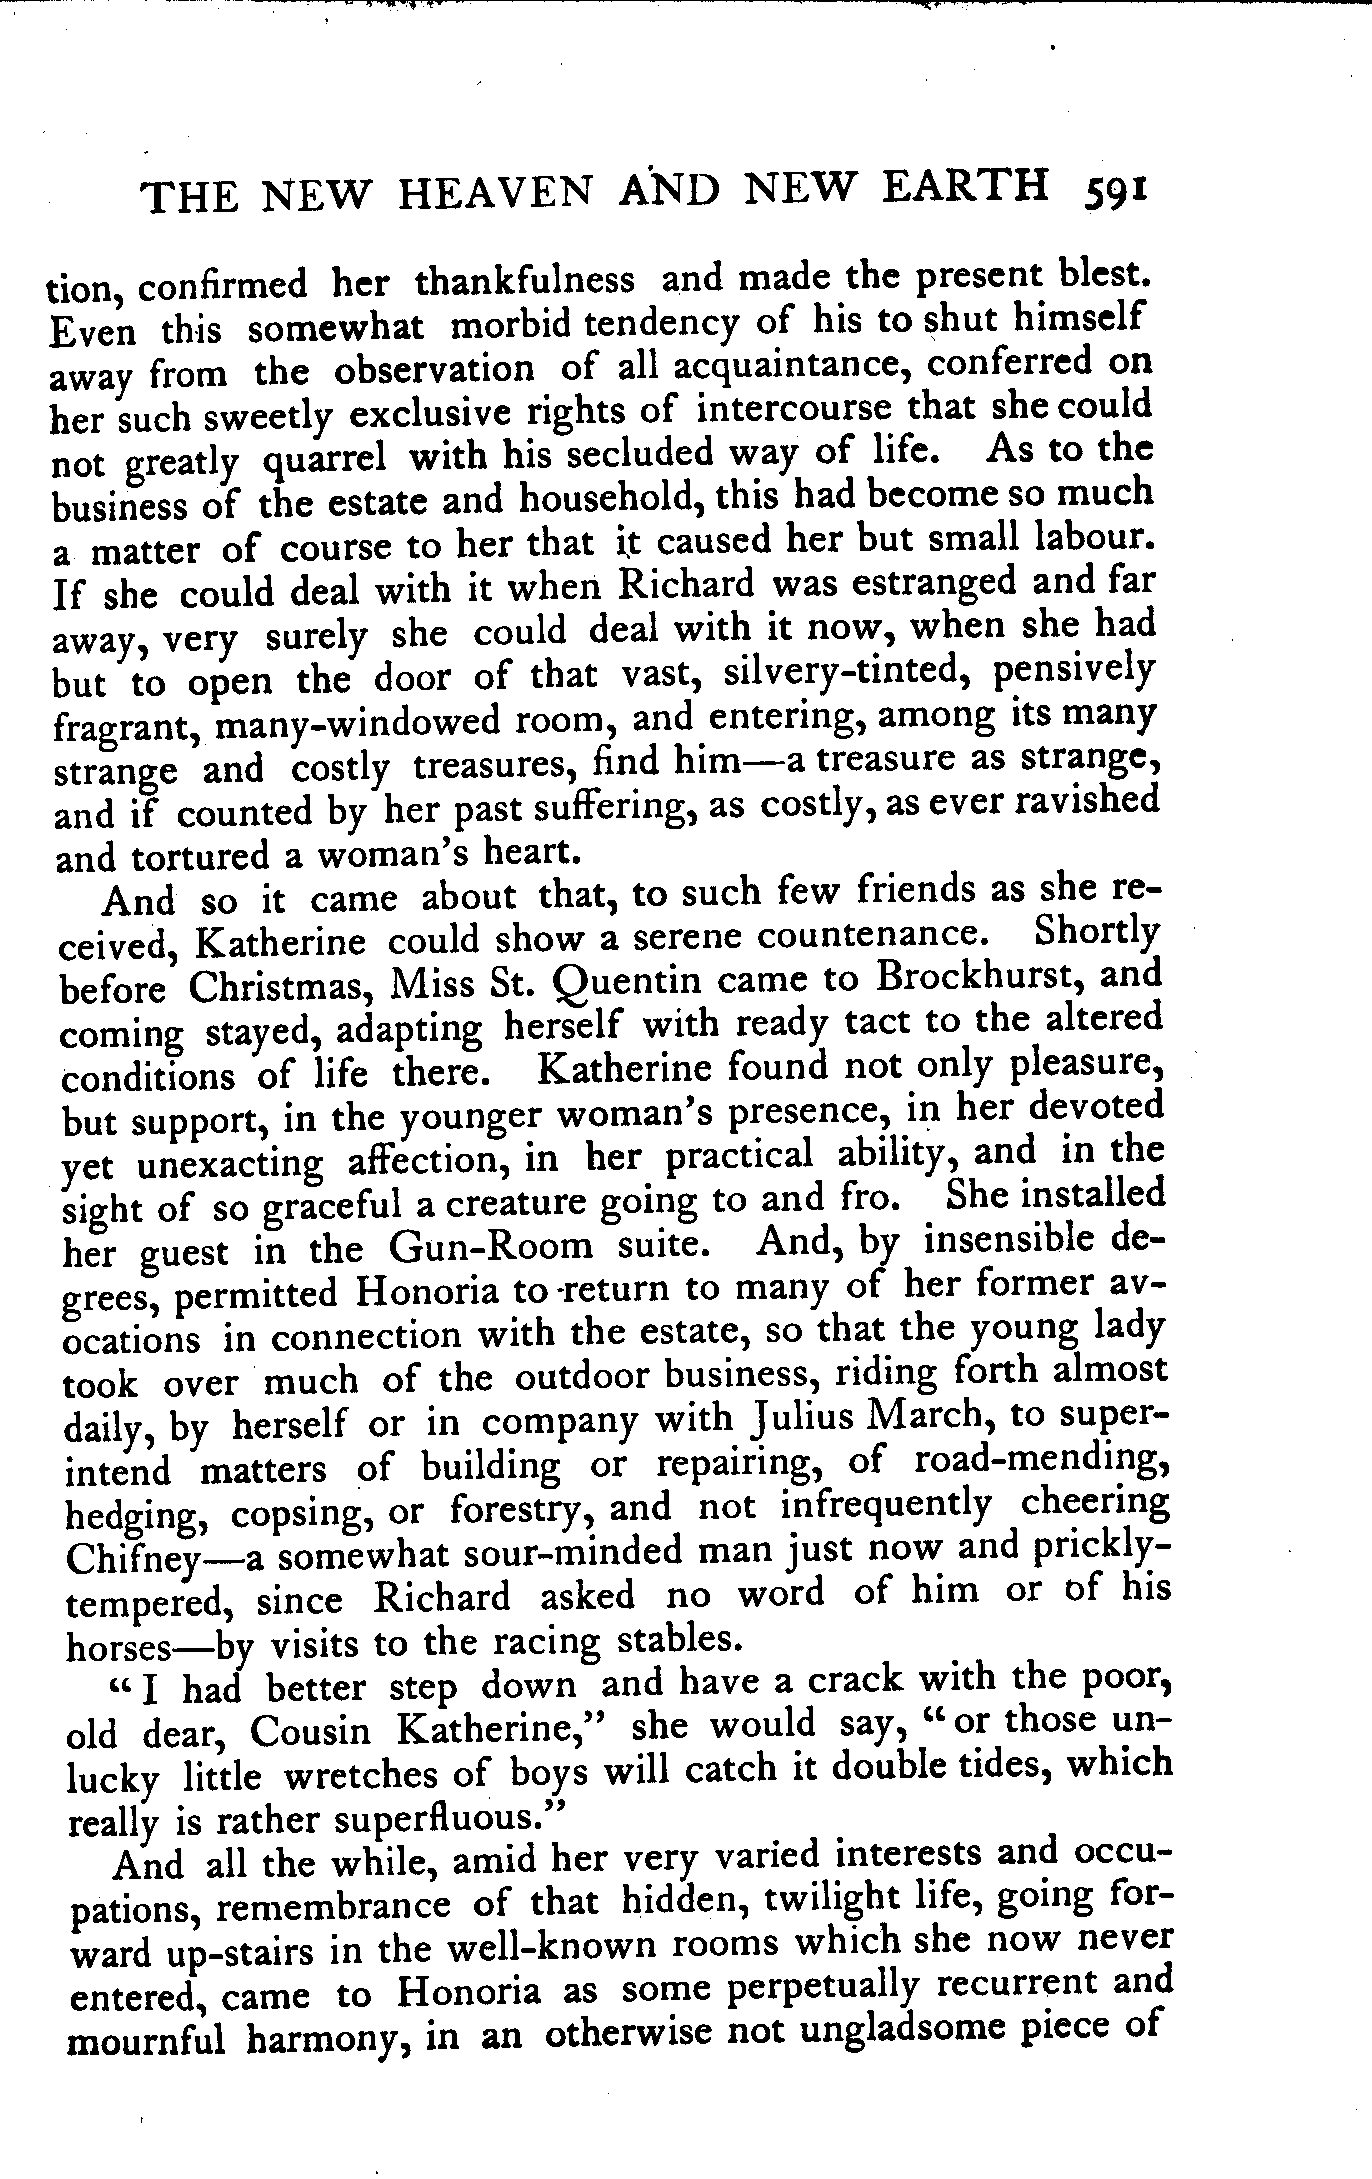 THE NEW HEAVEN AND NEW EARTH 591
tion, confirmed her thankfulness and made the present blest.
Even this somewhat morbid tendency of his to shut himself
away from the observation of all acquaintance, conferred on
her such sweetly exclusive rights of intercourse that she could
not greatly quarrel with his secluded way of life. As to the
business of the estate and household, this had become so much
a matter of course to her that it caused her but small labour.
If she could deal with it when Richard was estranged and far
away, very surely she could deal with it now, when she had
but to open the door of that vast, silvery-tinted, pensively
fragrant, many-windowed room, and entering, among its many
strange and costly treasures, find him—a treasure as strange,
and if counted by her past suffering, as costly, as ever ravished
and tortured a woman's heart.
And so it came about that, to such few friends as she re-
ceived, Katherine could show a serene countenance. Shortly
before Christmas, Miss St. Quentin came to Brockhurst, and
coming stayed, adapting herself with ready tact to the altered
conditions of life there. Katherine found not only pleasure,
but support, in the younger woman's presence, in her devoted
yet unexacting affection, in her practical ability, and in the
sight of so graceful a creature going to and fro. She installed
her guest in the Gun-Room suite. And, by insensible de-
grees, permitted Honoria to return to many of her former av-
ocations in connection with the estate, so that the young lady
took over much of the outdoor business, riding forth almost
daily, by herself or in company with Julius March, to super-
intend matters of building or repairing, of road-mending,
hedging, copsing, or forestry, and not infrequently cheering
Chifney—a somewhat sour-minded man just now and prickly-
tempered, since Richard asked no word of him or of his
horses—by visits to the racing stables.
"I had better step down and have a crack with the poor,
old dear, Cousin Katherine," she would say, "or those un-
lucky little wretches of boys will catch it double tides, which
really is rather superfluous."
And all the while, amid her very varied interests and occu-
pations, remembrance of that hidden, twilight life, going for-
ward up-stairs in the well-known rooms which she now never
entered, came to Honoria as some perpetually recurrent and
mournful harmony, in an otherwise not ungladsome piece of